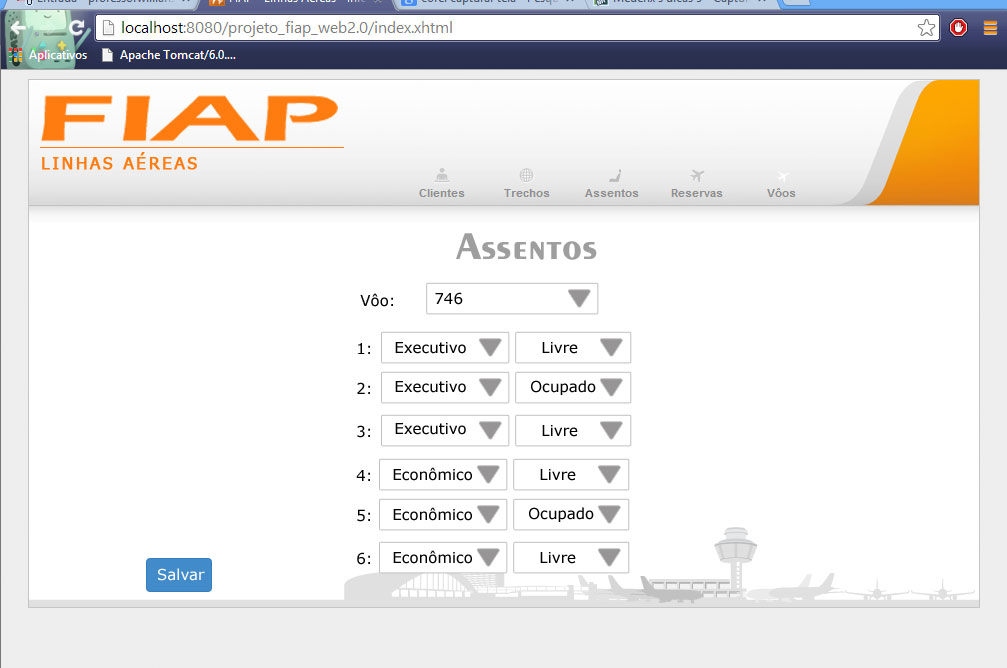 localhost:8080/projeto_fiap_web2.0/index.xhtml
Aplicativos Apache Tomcat/6.0....
FIAP
LINHAS AÉREAS
Clientes Trechos Assentos Reservas Vôos
Assentos
Vôo: 746
1: Executivo Livre
2: Executivo Ocupado
3: Executivo Livre
4: Econômico Livre
5: Econômico Ocupado
6: Econômico Livre
Salvar